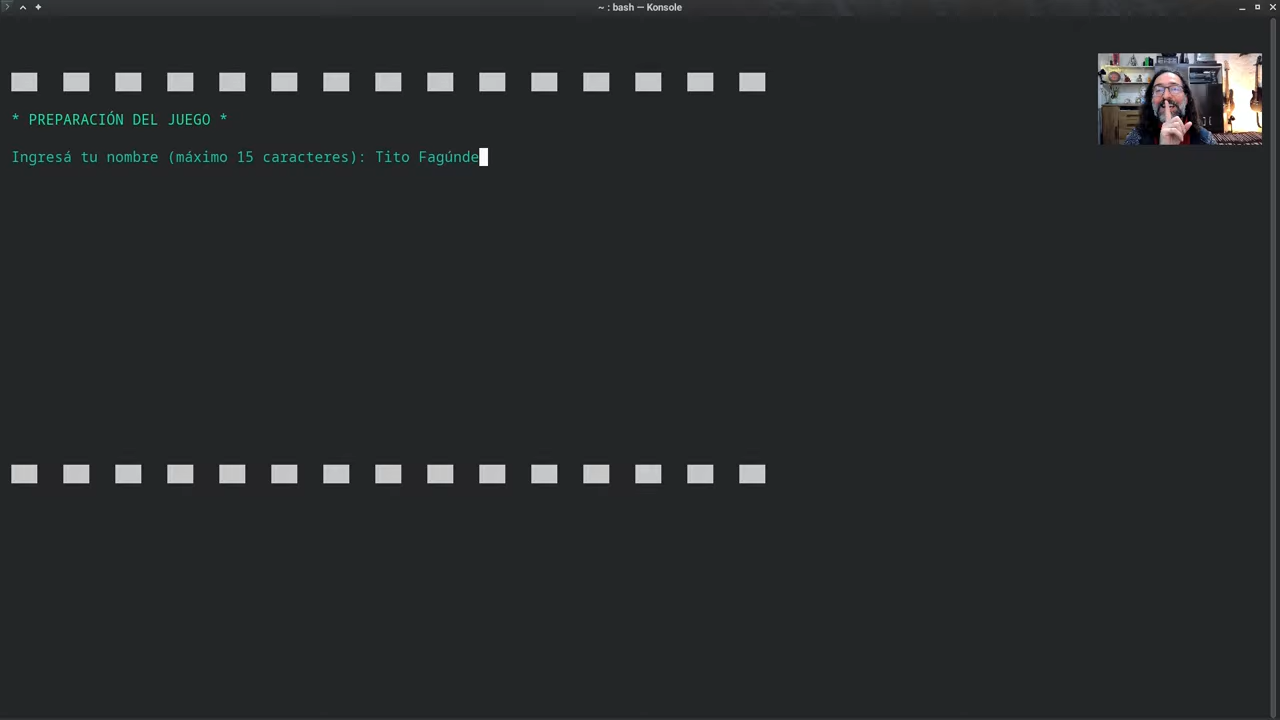 ~ : bash — Konsole
* PREPARACIÓN DEL JUEGO *
Ingresá tu nombre (máximo 15 caracteres): Tito Fagúnde